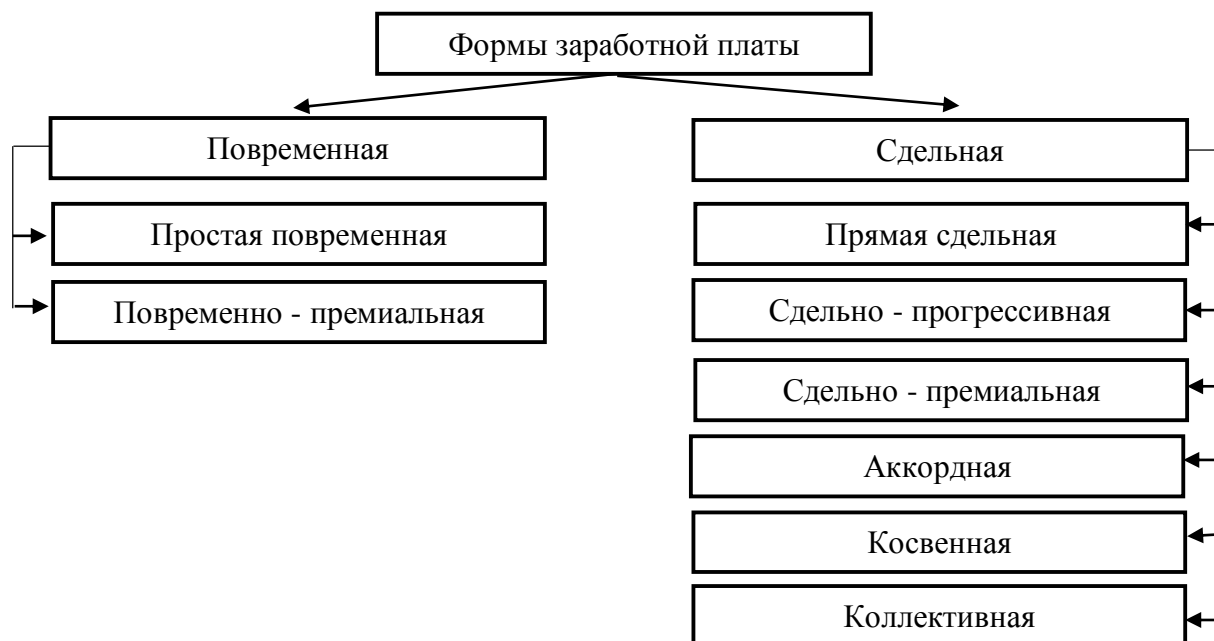 Формы заработной платы
Повременная
Сдельная
Простая повременная
Прямая сдельная
Повременно - премиальная
Сдельно - прогрессивная
Сдельно - премиальная
Аккордная
Косвенная
Коллективная